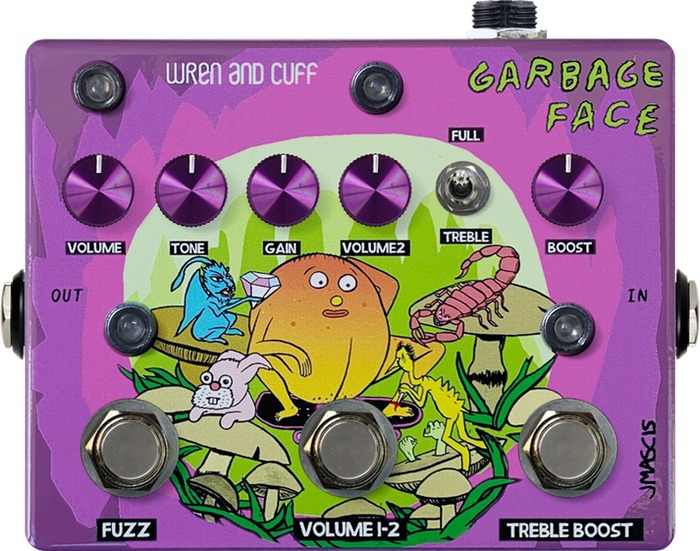 WREN AND CUFF
GARBAGE
FACE
FULL
VOLUME
TONE
GAIN
VOLUME2
TREBLE
BOOST
OUT
IN
J MASCIS
FUZZ
VOLUME 1-2
TREBLE BOOST